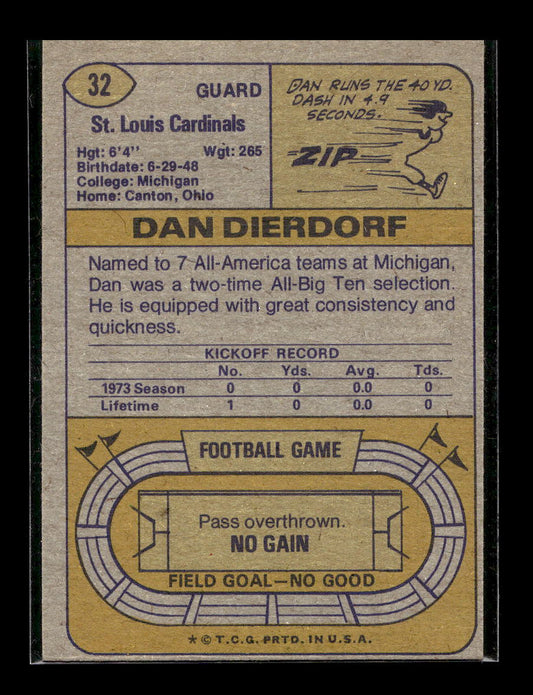 32
GUARD
St. Louis Cardinals
Hgt: 6'4'' Wgt: 265
Birthdate: 6-29-48
College: Michigan
Home: Canton, Ohio
DAN RUNS THE 40 YD.
DASH IN 4.9
SECONDS.
ZIP
DAN DIERDORF
Named to 7 All-America teams at Michigan,
Dan was a two-time All-Big Ten selection.
He is equipped with great consistency and
quickness.
KICKOFF RECORD
No. Yds. Avg. Tds.
1973 Season 0 0 0.0 0
Lifetime 1 0 0.0 0
FOOTBALL GAME
Pass overthrown.
NO GAIN
FIELD GOAL—NO GOOD
* © T.C.G. PRTD. IN U.S.A.